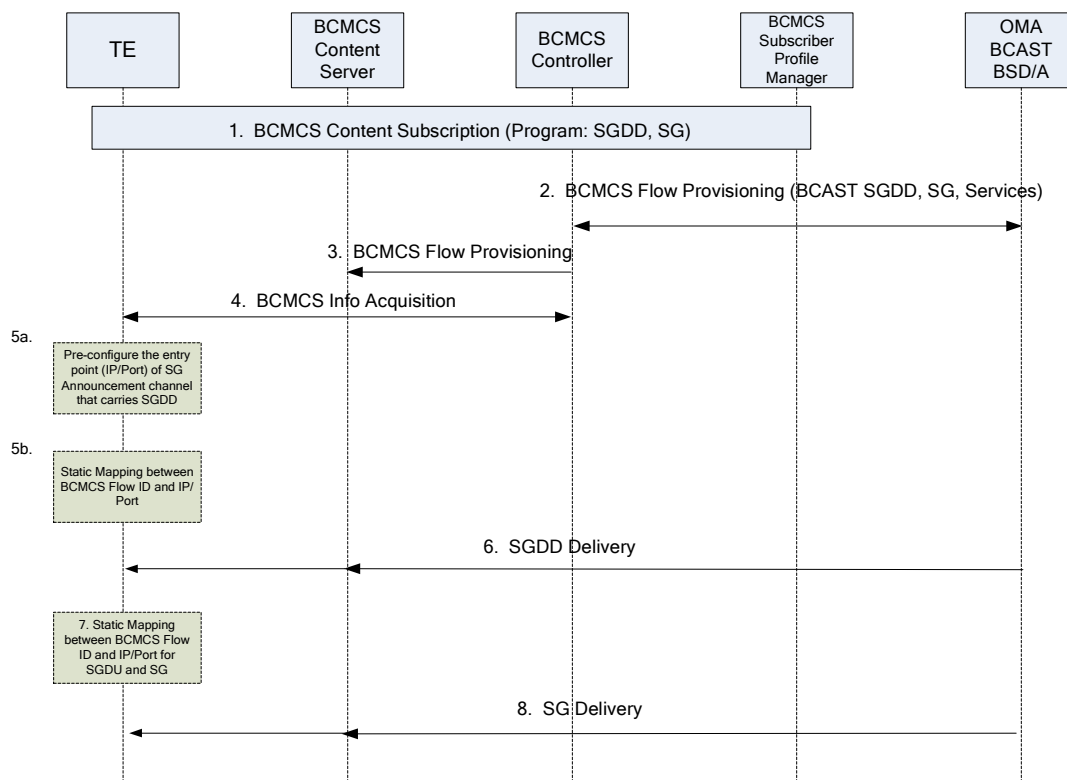 TE
BCMCS
Content
Server
BCMCS
Controller
BCMCS
Subscriber
Profile
Manager
OMA
BCAST
BSD/A
1. BCMCS Content Subscription (Program: SGDD, SG)
2. BCMCS Flow Provisioning (BCAST SGDD, SG, Services)
3. BCMCS Flow Provisioning
4. BCMCS Info Acquisition
5a.
Pre-configure the entry
point (IP/Port) of SG
Announcement channel
that carries SGDD
5b.
Static Mapping between
BCMCS Flow ID and IP/
Port
6. SGDD Delivery
7. Static Mapping
between BCMCS Flow
ID and IP/Port for
SGDU and SG
8. SG Delivery